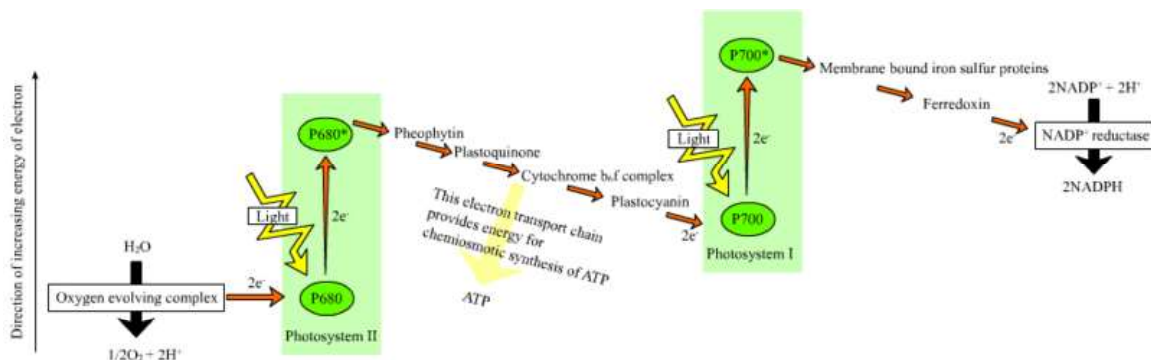 Direction of increasing energy of electron
H₂O
Oxygen evolving complex
1/2O₂ + 2H⁺
2e⁻
Light
P680*
2e⁻
P680
Photosystem II
Pheophytin
Plastoquinone
Cytochrome b₆f complex
Plastocyanin
2e⁻
This electron transport chain
provides energy for
chemiosmotic synthesis of ATP
ATP
P700*
Light
2e⁻
P700
Photosystem I
Membrane bound iron sulfur proteins
Ferredoxin
2e⁻
2NADP⁺ + 2H⁺
NADP⁺ reductase
2NADPH